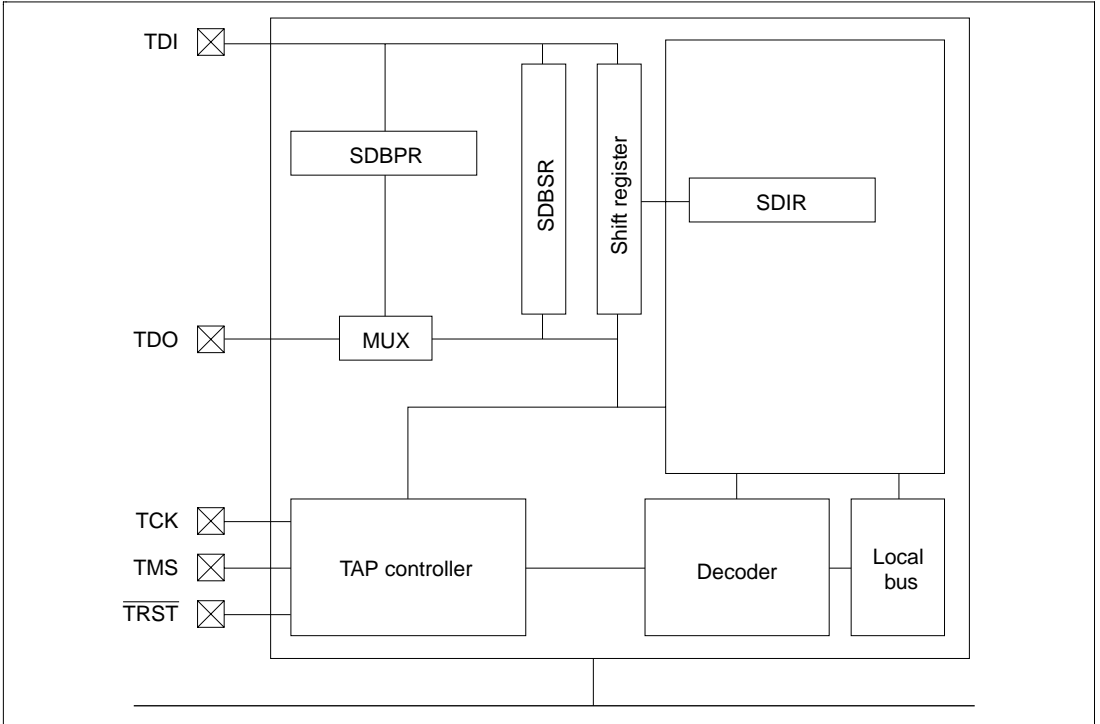 TDI
SDBPR
SDBSR
Shift register
SDIR
TDO
MUX
TCK
TMS
TRST
TAP controller
Decoder
Local
bus